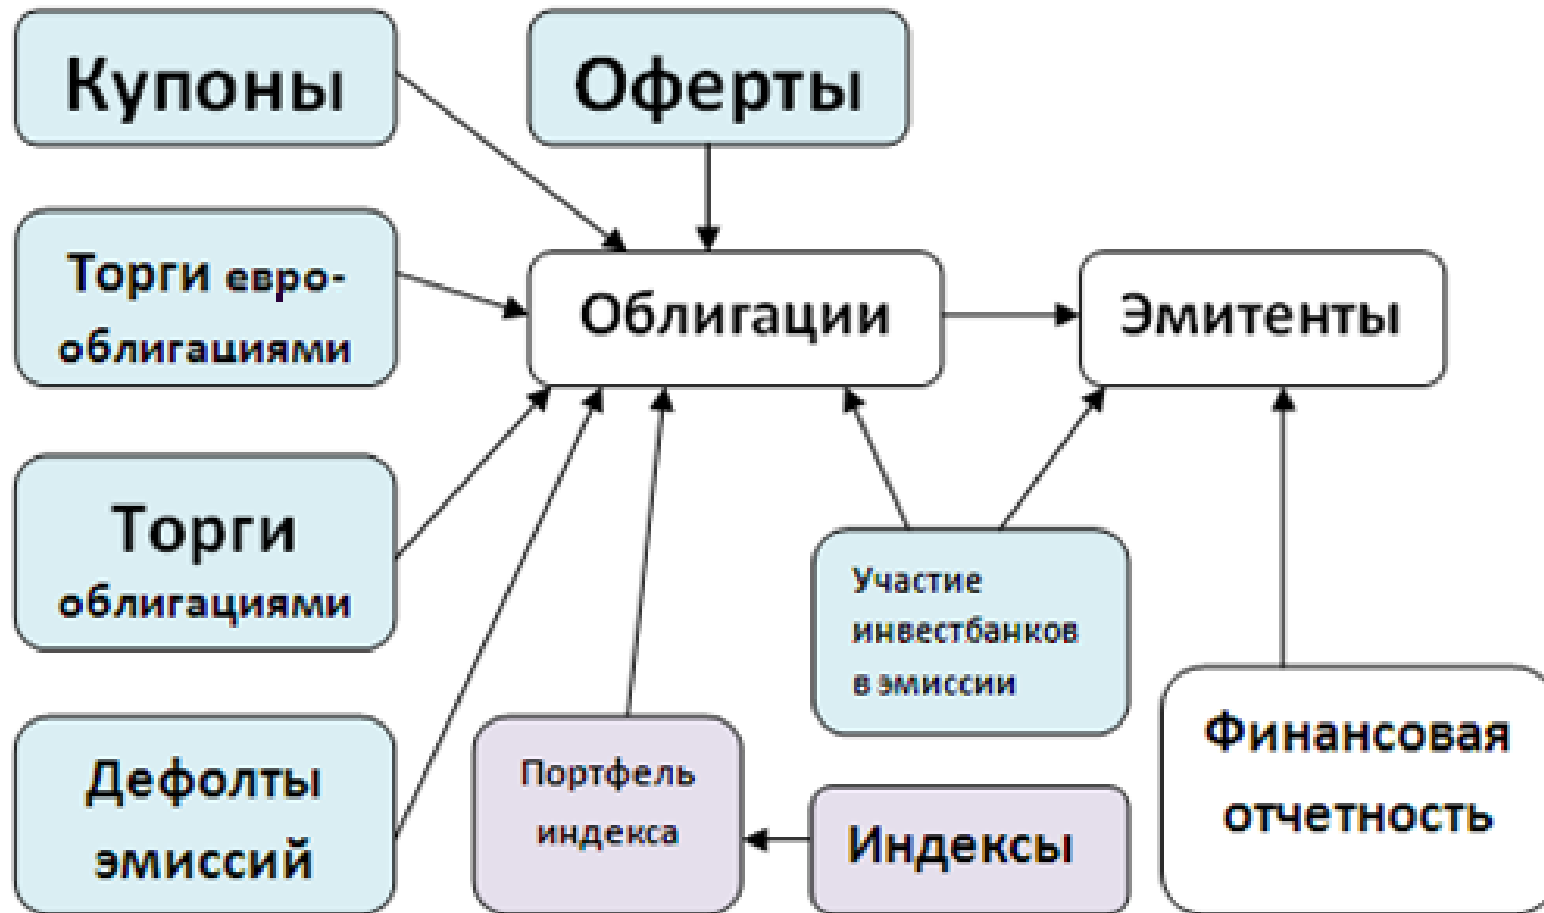 Купоны
Оферты
Торги евро-
облигациями
Облигации
Эмитенты
Торги
облигациями
Участие
инвестбанков
в эмиссии
Дефолты
эмиссий
Портфель
индекса
Индексы
Финансовая
отчетность